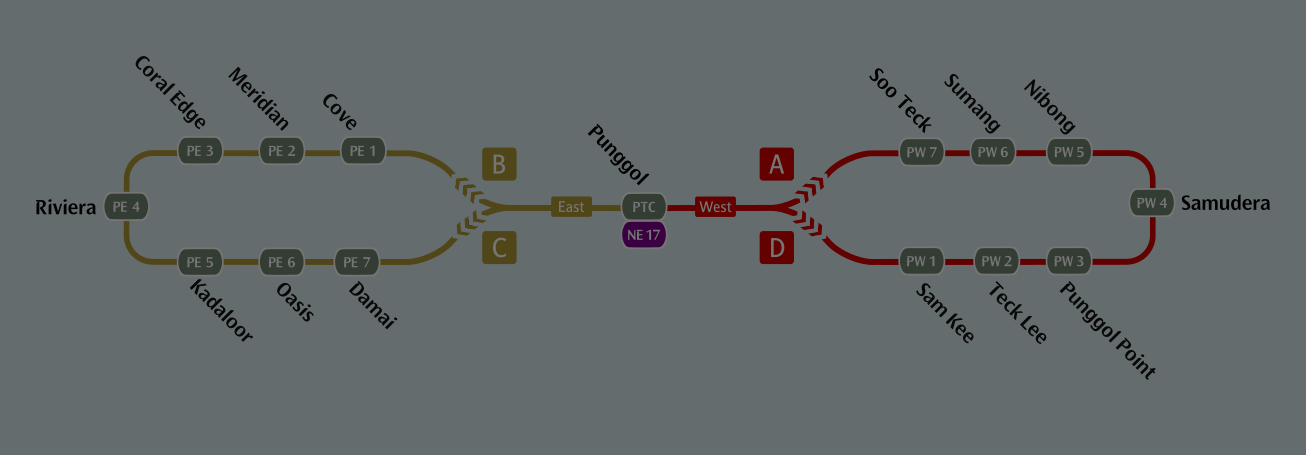 Coral Edge
Meridian
Cove
Punggol
Soo Teck
Sumang
Nibong
PE 3
PE 2
PE 1
B
A
PW 7
PW 6
PW 5
Riviera
PE 4
East
PTC
West
PW 4
Samudera
NE 17
PE 5
PE 6
PE 7
C
D
PW 1
PW 2
PW 3
Kadaloor
Oasis
Damai
Sam Kee
Teck Lee
Punggol Point